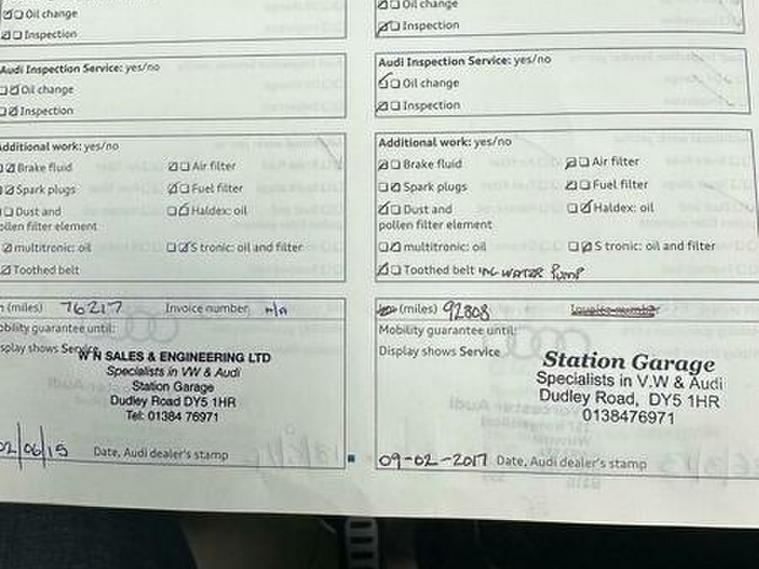 Oil change
Inspection
Audi Inspection Service: yes/no
Oil change
Inspection
Additional work: yes/no
Brake fluid Air filter
Spark plugs Fuel filter
Dust and Haldex: oil
pollen filter element
multitronic: oil S tronic: oil and filter
Toothed belt
(miles) 76217 Invoice number n/a
Mobility guarantee until:
Display shows Service
W N SALES & ENGINEERING LTD
Specialists in VW & Audi
Station Garage
Dudley Road DY5 1HR
Tel: 01384 76971
02/06/15 Date, Audi dealer's stamp
Oil change
Inspection
Audi Inspection Service: yes/no
Oil change
Inspection
Additional work: yes/no
Brake fluid Air filter
Spark plugs Fuel filter
Dust and Haldex: oil
pollen filter element
multitronic: oil S tronic: oil and filter
Toothed belt INC WATER PUMP
km (miles) 92808 Invoice number
Mobility guarantee until:
Display shows Service
Station Garage
Specialists in V.W & Audi
Dudley Road, DY5 1HR
0138476971
09-02-2017 Date, Audi dealer's stamp